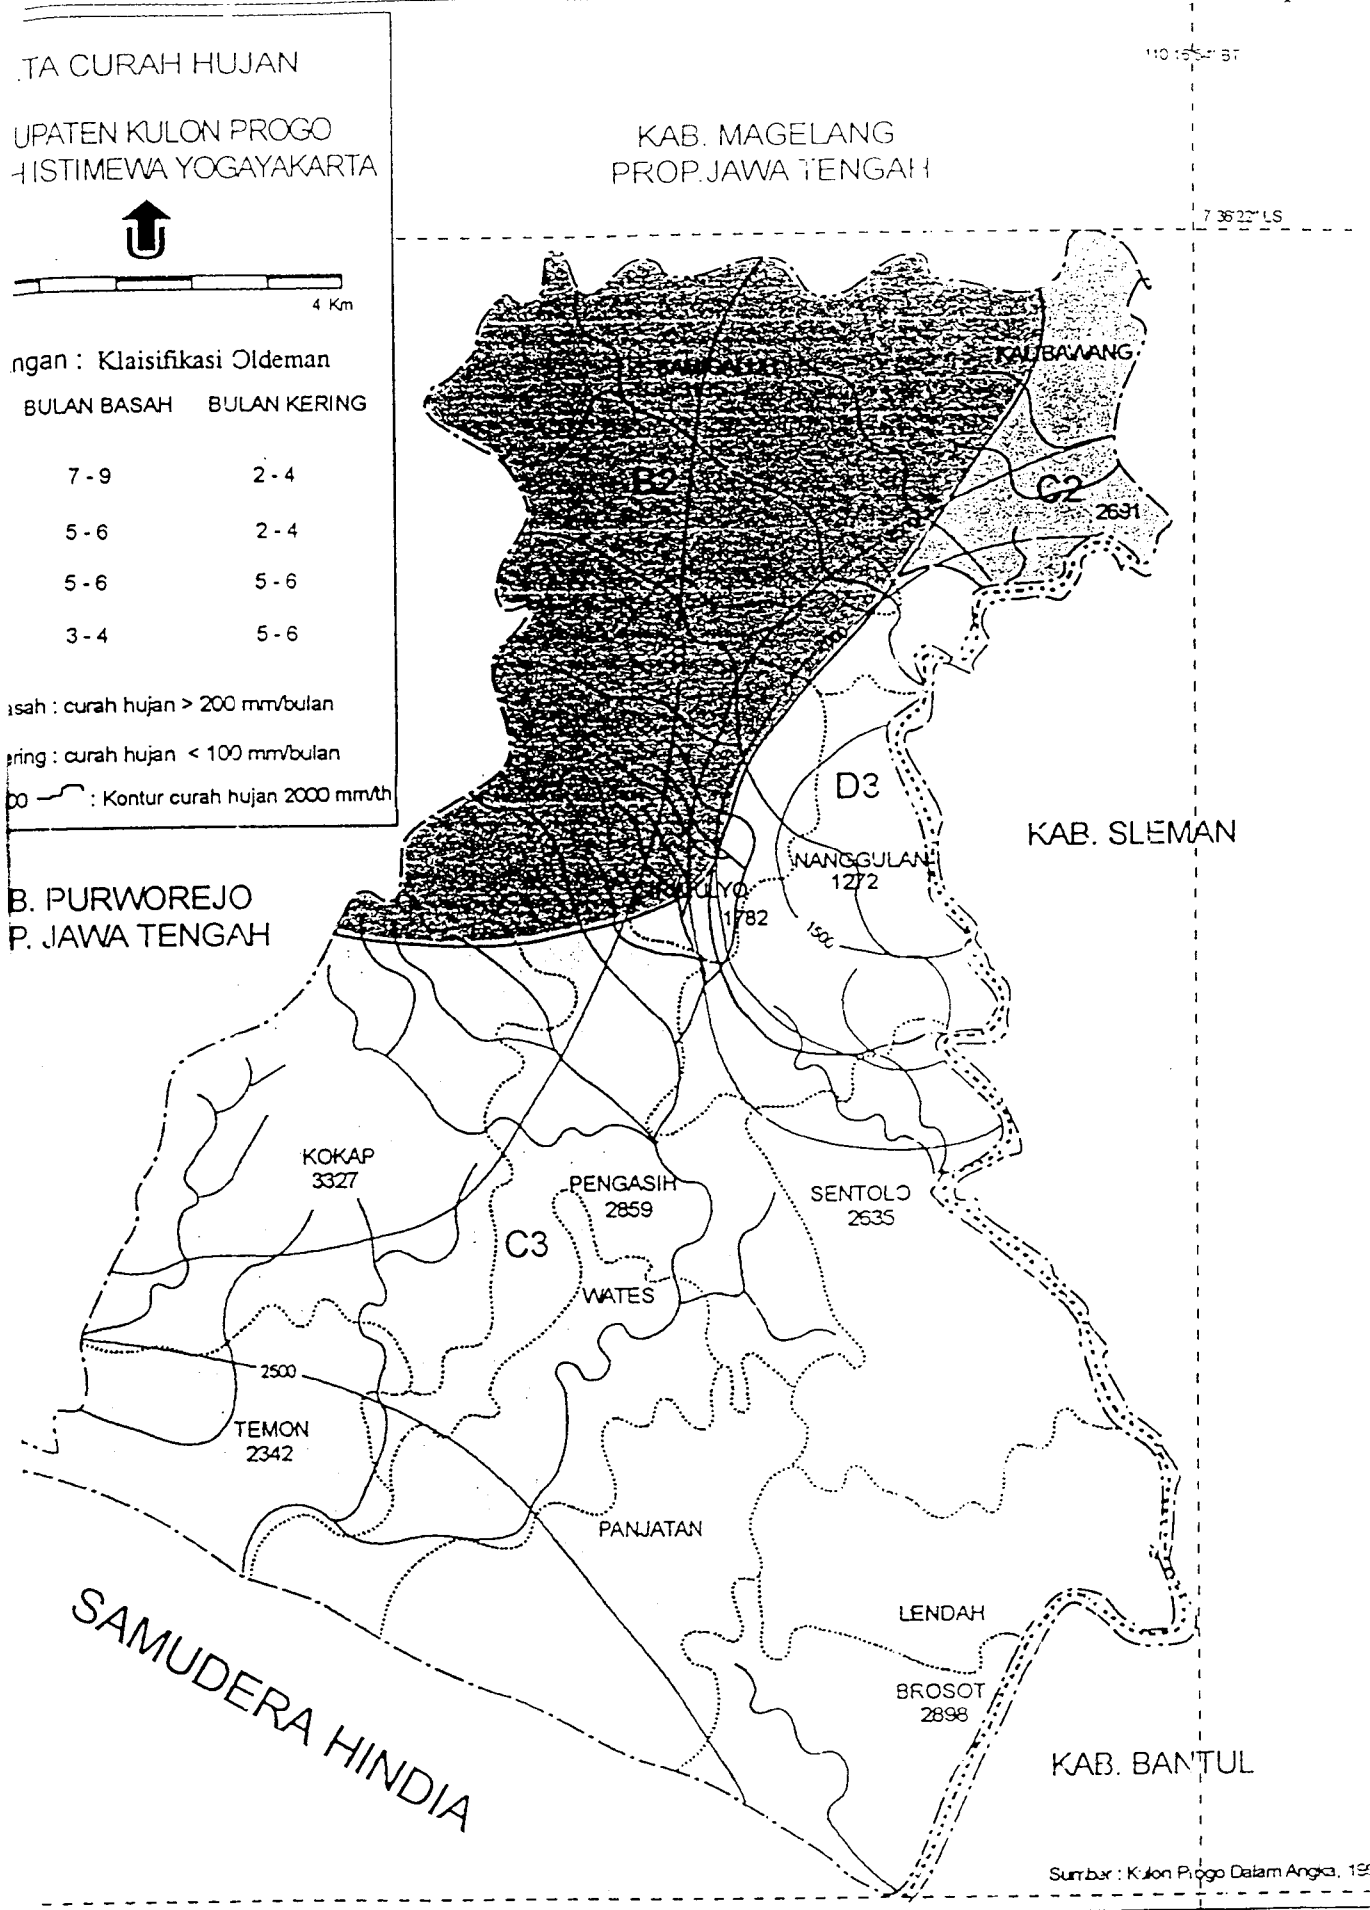 TA CURAH HUJAN
UPATEN KULON PROGO
H ISTIMEWA YOGAYAKARTA
U
4 Km
ngan : Klaisifikasi Oldeman
BULAN BASAH BULAN KERING
7 - 9 2 - 4
5 - 6 2 - 4
5 - 6 5 - 6
3 - 4 5 - 6
asah : curah hujan > 200 mm/bulan
ering : curah hujan < 100 mm/bulan
00 : Kontur curah hujan 2000 mm/th
KAB. MAGELANG
PROP.JAWA TENGAH
7 36'22" LS
KALIBAWANG
B2
C2
2631
2000
D3
KAB. SLEMAN
NANGGULAN
1272
1782
1500
B. PURWOREJO
P. JAWA TENGAH
KOKAP
3327
PENGASIH
2859
SENTOLO
2635
C3
WATES
2500
TEMON
2342
PANJATAN
LENDAH
BROSOT
2898
SAMUDERA HINDIA
KAB. BANTUL
Sumber : Kulon Progo Dalam Angka, 19